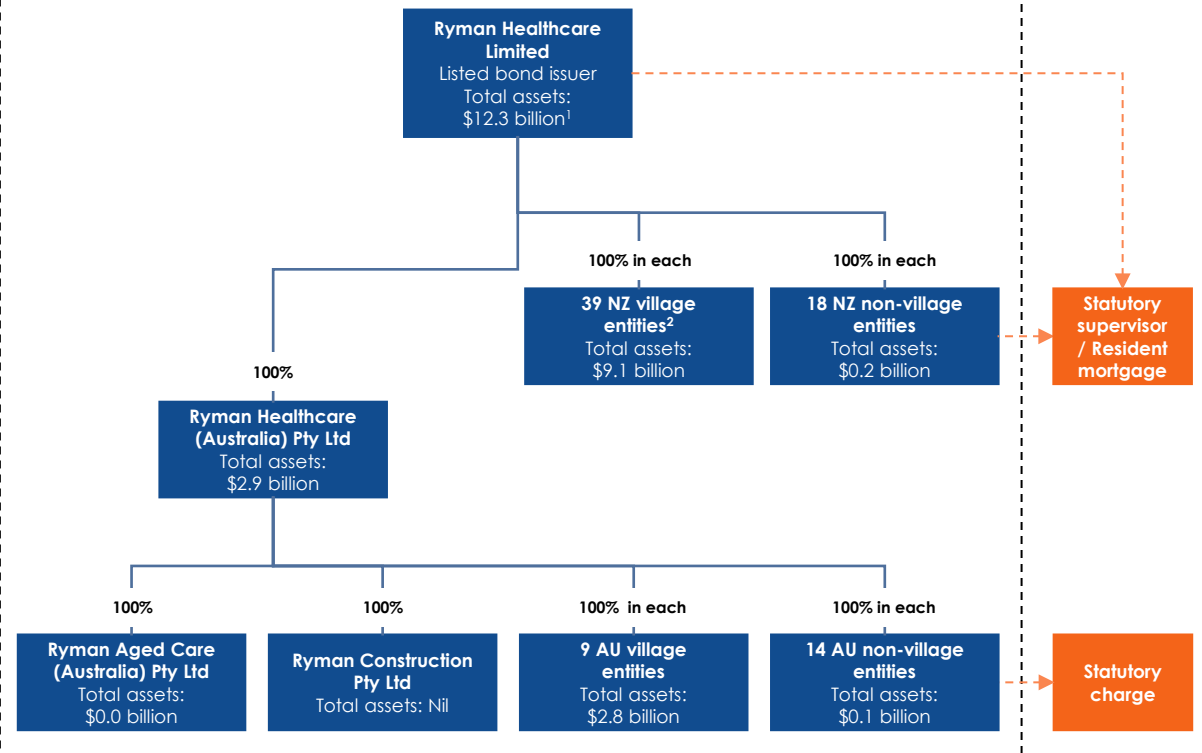 Ryman Healthcare
Limited
Listed bond issuer
Total assets:
$12.3 billion¹
100% in each
100% in each
39 NZ village
entities²
Total assets:
$9.1 billion
18 NZ non-village
entities
Total assets:
$0.2 billion
Statutory
supervisor
/ Resident
mortgage
100%
Ryman Healthcare
(Australia) Pty Ltd
Total assets:
$2.9 billion
100%
100%
100% in each
100% in each
Ryman Aged Care
(Australia) Pty Ltd
Total assets:
$0.0 billion
Ryman Construction
Pty Ltd
Total assets: Nil
9 AU village
entities
Total assets:
$2.8 billion
14 AU non-village
entities
Total assets:
$0.1 billion
Statutory
charge